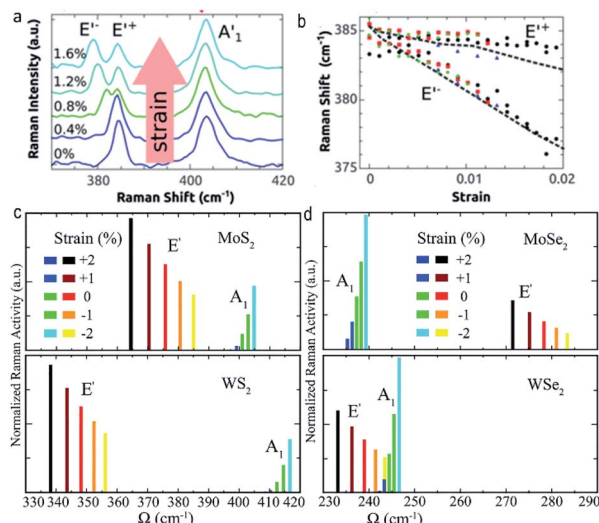 a
E'⁻ E'⁺ A'₁
1.6%
1.2%
0.8%
0.4%
0%
strain
Raman Intensity (a.u.)
380 400 420
Raman Shift (cm⁻¹)
b
E'⁺
E'⁻
Raman Shift (cm⁻¹)
385
380
375
0 0.01 0.02
Strain
c
Strain (%)
+2
+1
0
-1
-2
MoS₂
E'
A₁
WS₂
E'
A₁
Normalized Raman Activity (a.u.)
330 340 350 360 370 380 390 400 410
Ω (cm⁻¹)
d
Strain (%)
+2
+1
0
-1
-2
MoSe₂
A₁
E'
WSe₂
E'
A₁
Normalized Raman Activity (a.u.)
230 240 250 260 270 280 290
Ω (cm⁻¹)